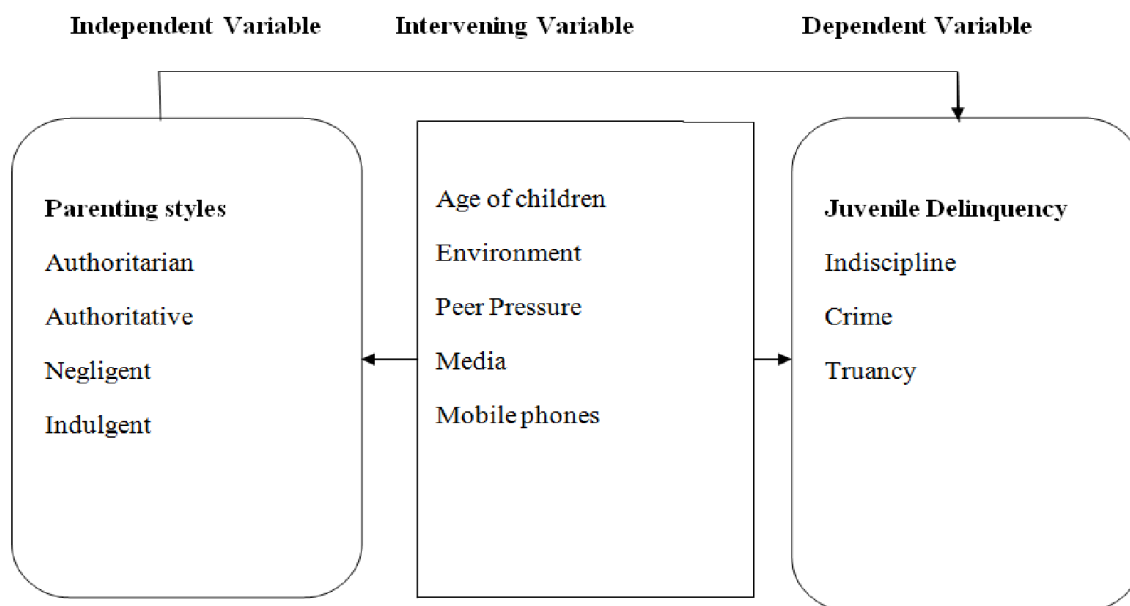 Independent Variable
Intervening Variable
Dependent Variable
Parenting styles
Authoritarian
Authoritative
Negligent
Indulgent
Age of children
Environment
Peer Pressure
Media
Mobile phones
Juvenile Delinquency
Indiscipline
Crime
Truancy